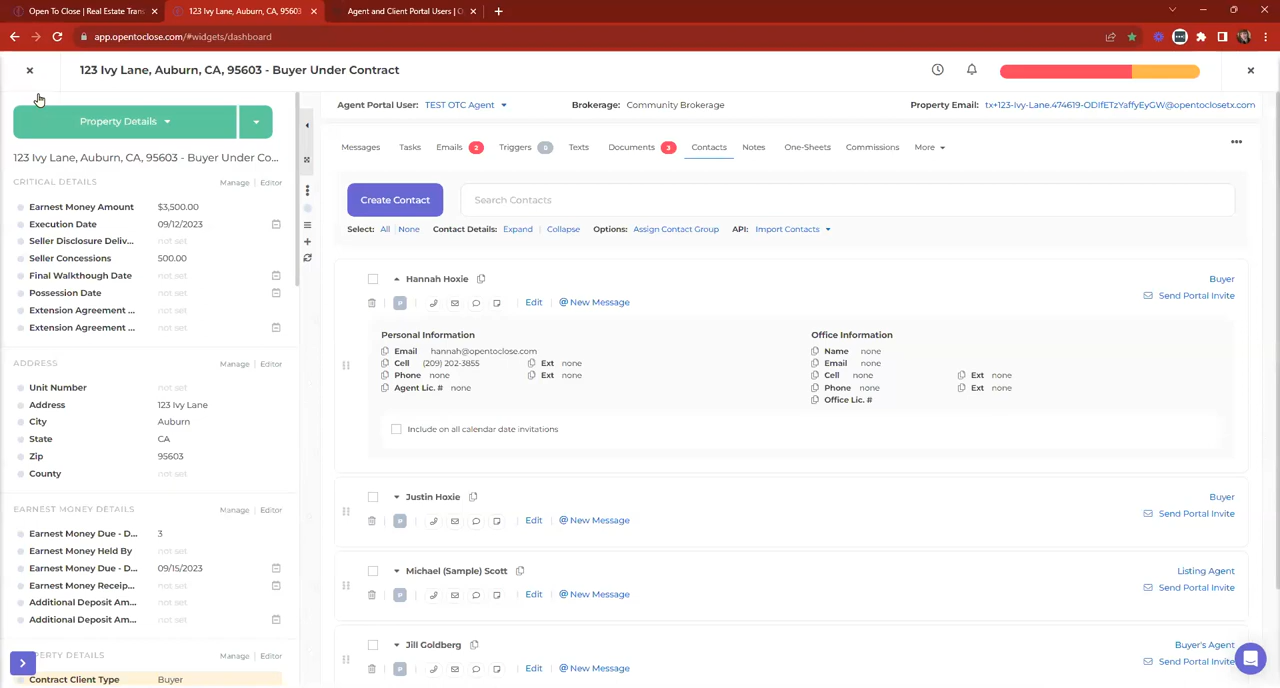 Open To Close | Real Estate Tran
123 Ivy Lane, Auburn, CA, 95603
Agent and Client Portal Users | O
app.opentoclose.com/#widgets/dashboard
123 Ivy Lane, Auburn, CA, 95603 - Buyer Under Contract
Property Details
123 Ivy Lane, Auburn, CA, 95603 - Buyer Under Co...
CRITICAL DETAILS Manage | Editor
Earnest Money Amount $3,500.00
Execution Date 09/12/2023
Seller Disclosure Deliv... not set
Seller Concessions 500.00
Final Walkthough Date not set
Possession Date not set
Extension Agreement ... not set
Extension Agreement ... not set
ADDRESS Manage | Editor
Unit Number not set
Address 123 Ivy Lane
City Auburn
State CA
Zip 95603
County not set
EARNEST MONEY DETAILS Manage | Editor
Earnest Money Due - D... 3
Earnest Money Held By not set
Earnest Money Due - D... 09/15/2023
Earnest Money Receip... not set
Additional Deposit Am... not set
Additional Deposit Am... not set
PERTY DETAILS Manage | Editor
Contract Client Type Buyer
Agent Portal User: TEST OTC Agent Brokerage: Community Brokerage Property Email: tx+123-Ivy-Lane.474619-ODIfETzYaffyEyGW@opentoclosetx.com
Messages Tasks Emails 2 Triggers 0 Texts Documents 3 Contacts Notes One-Sheets Commissions More
Create Contact Search Contacts
Select: All | None Contact Details: Expand | Collapse Options: Assign Contact Group API: Import Contacts
Hannah Hoxie Buyer
P Edit @New Message Send Portal Invite
Personal Information Office Information
Email hannah@opentoclose.com Name none
Cell (209) 202-3855 Ext none Email none
Phone none Ext none Cell none Ext none
Agent Lic. # none Phone none Ext none
Office Lic. #
Include on all calendar date invitations
Justin Hoxie Buyer
P Edit @New Message Send Portal Invite
Michael (Sample) Scott Listing Agent
P Edit @New Message Send Portal Invite
Jill Goldberg Buyer's Agent
P Edit @New Message Send Portal Invite